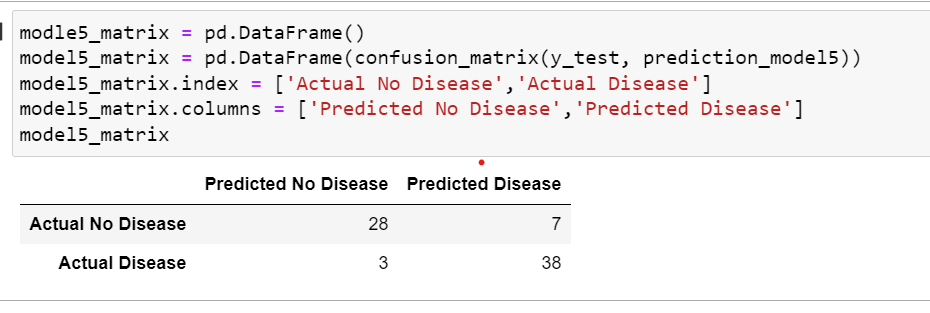 modle5_matrix = pd.DataFrame()
model5_matrix = pd.DataFrame(confusion_matrix(y_test, prediction_model5))
model5_matrix.index = ['Actual No Disease','Actual Disease']
model5_matrix.columns = ['Predicted No Disease','Predicted Disease']
model5_matrix
Predicted No Disease Predicted Disease
Actual No Disease 28 7
Actual Disease 3 38